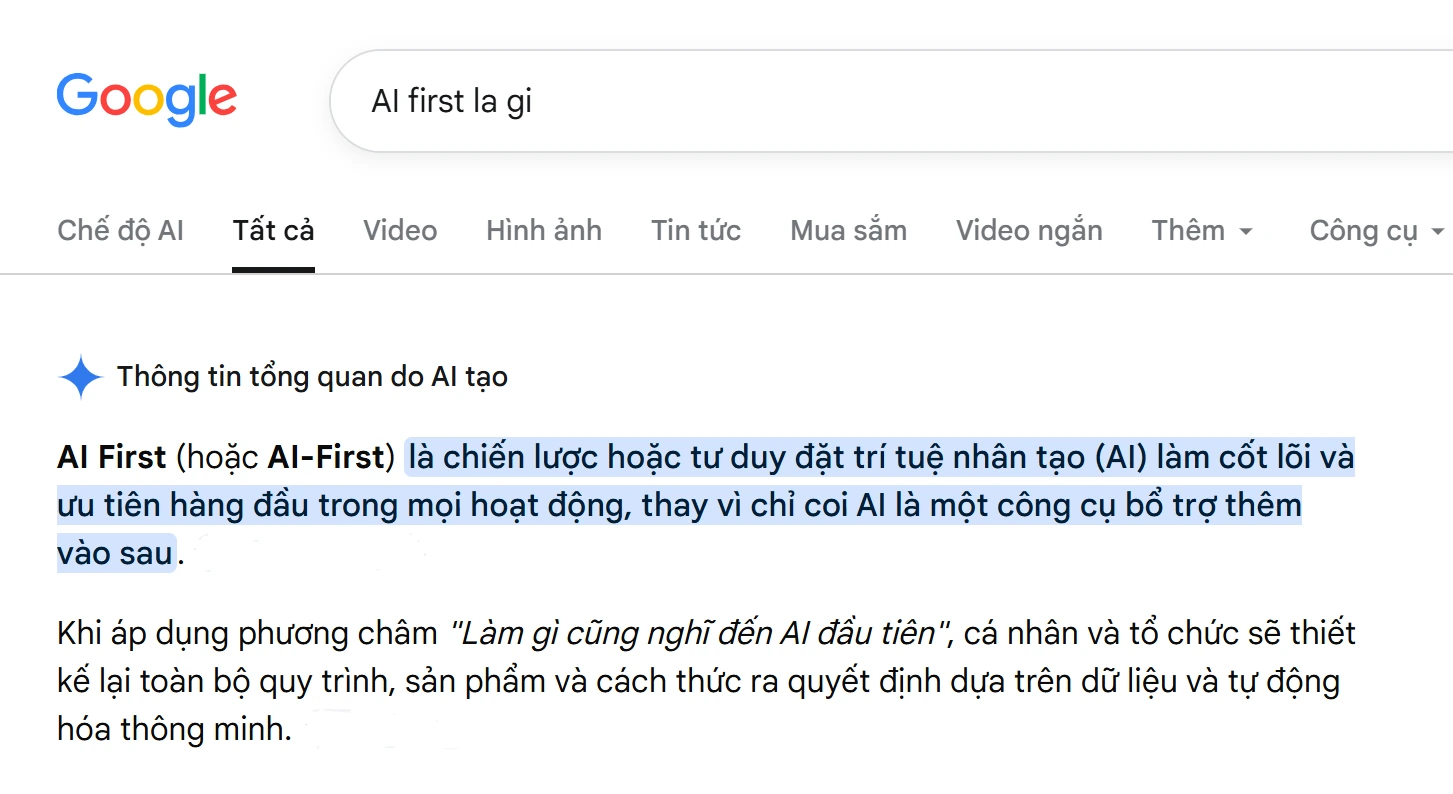 Google
AI first la gi
Chế độ AI Tất cả Video Hình ảnh Tin tức Mua sắm Video ngắn Thêm Công cụ
Thông tin tổng quan do AI tạo
AI First (hoặc AI-First) là chiến lược hoặc tư duy đặt trí tuệ nhân tạo (AI) làm cốt lõi và
ưu tiên hàng đầu trong mọi hoạt động, thay vì chỉ coi AI là một công cụ bổ trợ thêm
vào sau.
Khi áp dụng phương châm "Làm gì cũng nghĩ đến AI đầu tiên", cá nhân và tổ chức sẽ thiết
kế lại toàn bộ quy trình, sản phẩm và cách thức ra quyết định dựa trên dữ liệu và tự động
hóa thông minh.